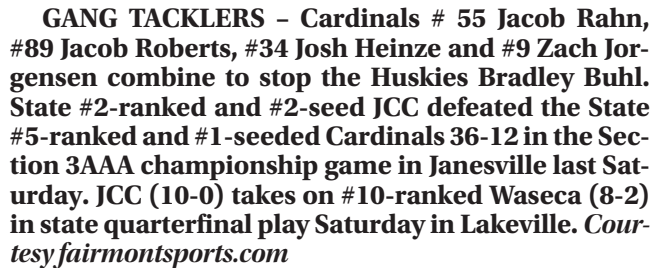 GANG TACKLERS – Cardinals # 55 Jacob Rahn,
#89 Jacob Roberts, #34 Josh Heinze and #9 Zach Jor-
gensen combine to stop the Huskies Bradley Buhl.
State #2-ranked and #2-seed JCC defeated the State
#5-ranked and #1-seeded Cardinals 36-12 in the Sec-
tion 3AAA championship game in Janesville last Sat-
urday. JCC (10-0) takes on #10-ranked Waseca (8-2)
in state quarterfinal play Saturday in Lakeville. Cour-
tesy fairmontsports.com